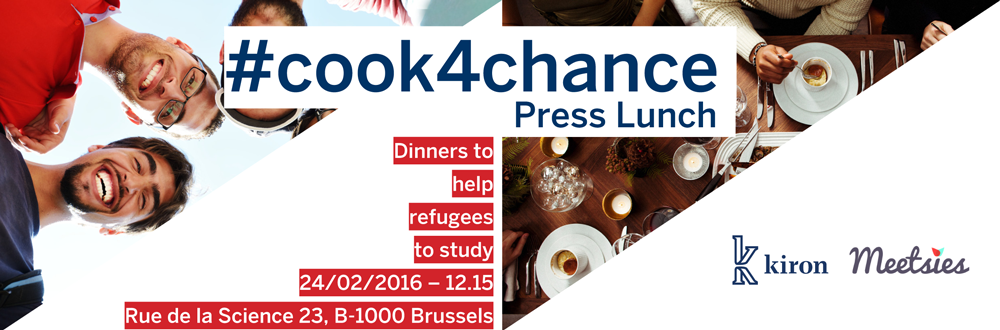 #cook4chance
Press Lunch
Dinners to
help
refugees
to study
24/02/2016 – 12.15
Rue de la Science 23, B-1000 Brussels
kiron
Meetsies